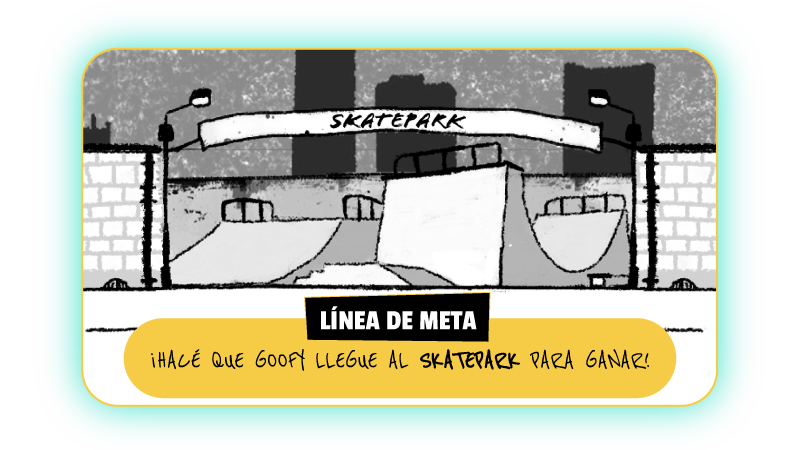 SKATEPARK
LÍNEA DE META
¡HACÉ QUE GOOFY LLEGUE AL SKATEPARK PARA GANAR!